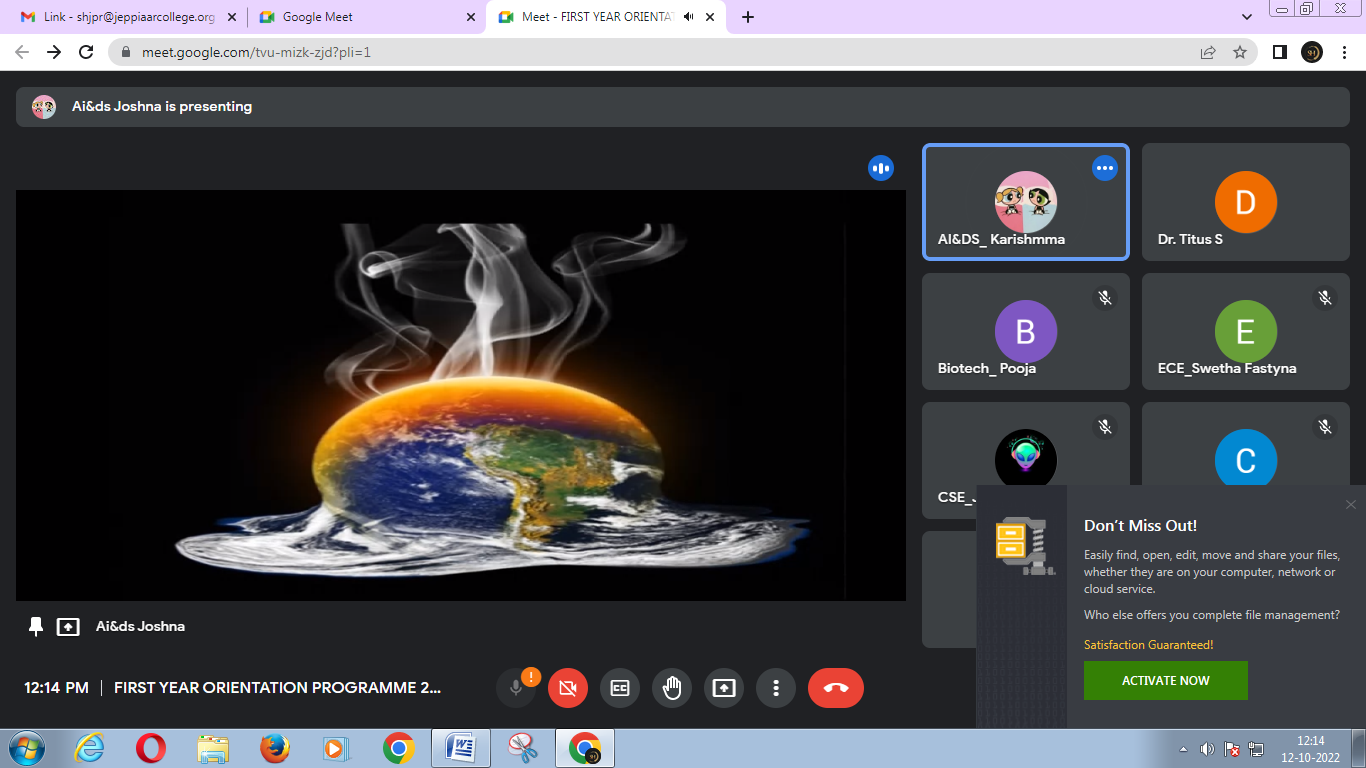 Link - shjpr@jeppiaarcollege.org
Google Meet
Meet - FIRST YEAR ORIENTAT
meet.google.com/tvu-mizk-zjd?pli=1
Ai&ds Joshna is presenting
AI&DS_ Karishmma
D
Dr. Titus S
B
Biotech_ Pooja
E
ECE_Swetha Fastyna
CSE_J
C
Don't Miss Out!
Easily find, open, edit, move and share your files,
whether they are on your computer, network or
cloud service.
Who else offers you complete file management?
Satisfaction Guaranteed!
ACTIVATE NOW
Ai&ds Joshna
12:14 PM | FIRST YEAR ORIENTATION PROGRAMME 2...
12:14
12-10-2022